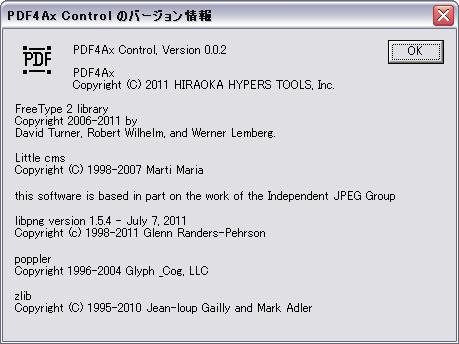 PDF4Ax Control のバージョン情報
PDF
PDF4Ax Control, Version 0.0.2
OK
PDF4Ax
Copyright (C) 2011 HIRAOKA HYPERS TOOLS, Inc.
FreeType 2 library
Copyright 2006-2011 by
David Turner, Robert Wilhelm, and Werner Lemberg.
Little cms
Copyright (C) 1998-2007 Marti Maria
this software is based in part on the work of the Independent JPEG Group
libpng version 1.5.4 - July 7, 2011
Copyright (c) 1998-2011 Glenn Randers-Pehrson
poppler
Copyright 1996-2004 Glyph _Cog, LLC
zlib
Copyright (C) 1995-2010 Jean-loup Gailly and Mark Adler